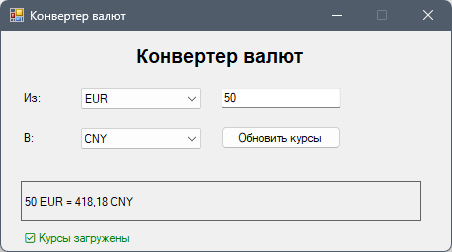 Конвертер валют
Конвертер валют
Из: EUR 50
В: CNY Обновить курсы
50 EUR = 418,18 CNY
Курсы загружены